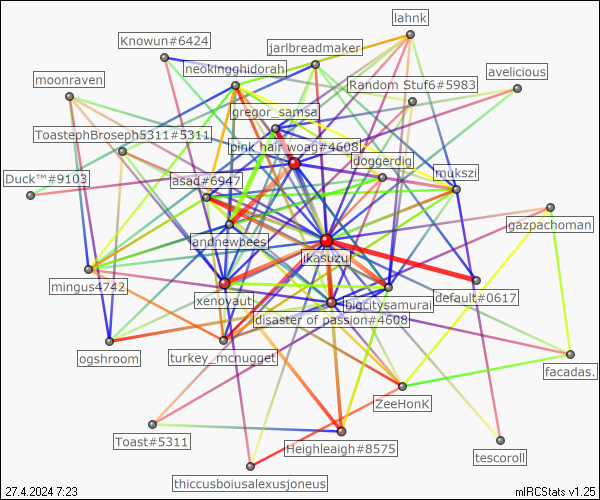 lahnk
Knowun#6424
jarlbreadmaker
neokingghidorah
moonraven
Random Stuf6#5983
avelicious
gregor_samsa
ToastephBroseph5311#5311
pink hair woag#4608
doggerdig
mukszi
Duck™#9103
asad#6947
gazpachoman
andnewbees
ikasuzu
mingus4742
xenovaut
bigcitysamurai
default#0617
disaster of passion#4608
ogshroom
turkey_mcnugget
facadas.
ZeeHonK
Toast#5311
Heighleaigh#8575
tescoroll
thiccusboiusalexusjoneus
27.4.2024 7:23
mIRCStats v1.25